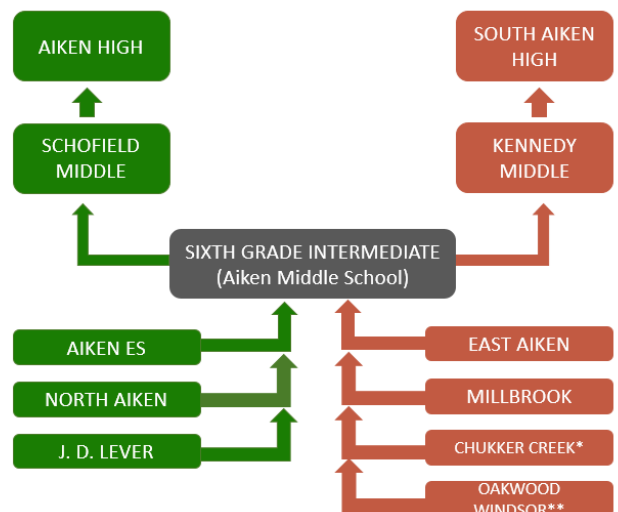 AIKEN HIGH
SOUTH AIKEN
HIGH
SCHOFIELD
MIDDLE
KENNEDY
MIDDLE
SIXTH GRADE INTERMEDIATE
(Aiken Middle School)
AIKEN ES
EAST AIKEN
NORTH AIKEN
MILLBROOK
J. D. LEVER
CHUKKER CREEK*
OAKWOOD
WINDSOR**